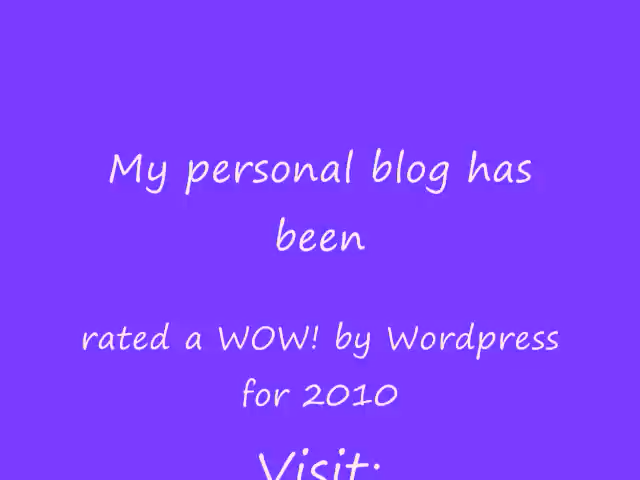 My personal blog has
been
rated a WOW! by Wordpress
for 2010
Visit: